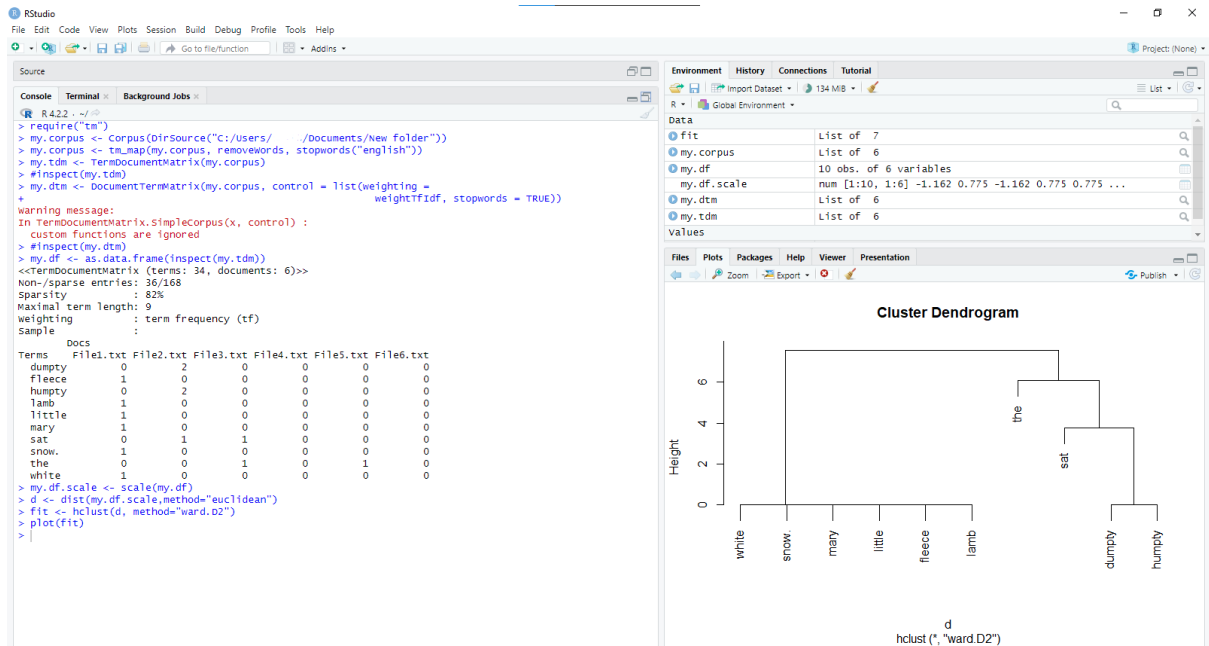 RStudio
File Edit Code View Plots Session Build Debug Profile Tools Help
Go to file/function Addins Project: (None)
Source
Console Terminal Background Jobs
R 4.2.2 . ~/
> require("tm")
> my.corpus <- Corpus(DirSource("C:/Users/ /Documents/New folder"))
> my.corpus <- tm_map(my.corpus, removeWords, stopwords("english"))
> my.tdm <- TermDocumentMatrix(my.corpus)
> #inspect(my.tdm)
> my.dtm <- DocumentTermMatrix(my.corpus, control = list(weighting =
+ weightTfIdf, stopwords = TRUE))
Warning message:
In TermDocumentMatrix.SimpleCorpus(x, control) :
custom functions are ignored
> #inspect(my.dtm)
> my.df <- as.data.frame(inspect(my.tdm))
<<TermDocumentMatrix (terms: 34, documents: 6)>>
Non-/sparse entries: 36/168
Sparsity : 82%
Maximal term length: 9
Weighting : term frequency (tf)
Sample :
Docs
Terms File1.txt File2.txt File3.txt File4.txt File5.txt File6.txt
dumpty 0 2 0 0 0 0
fleece 1 0 0 0 0 0
humpty 0 2 0 0 0 0
lamb 1 0 0 0 0 0
little 1 0 0 0 0 0
mary 1 0 0 0 0 0
sat 0 1 1 0 0 0
snow. 1 0 0 0 0 0
the 0 0 1 0 1 0
white 1 0 0 0 0 0
> my.df.scale <- scale(my.df)
> d <- dist(my.df.scale,method="euclidean")
> fit <- hclust(d, method="ward.D2")
> plot(fit)
>
Environment History Connections Tutorial
Import Dataset 134 MiB List
R Global Environment
Data
fit List of 7
my.corpus List of 6
my.df 10 obs. of 6 variables
my.df.scale num [1:10, 1:6] -1.162 0.775 -1.162 0.775 0.775 ...
my.dtm List of 6
my.tdm List of 6
Values
Files Plots Packages Help Viewer Presentation
Zoom Export Publish
Cluster Dendrogram
Height
6
4
2
0
the
sat
white
snow.
mary
little
fleece
lamb
dumpty
humpty
d
hclust (*, "ward.D2")